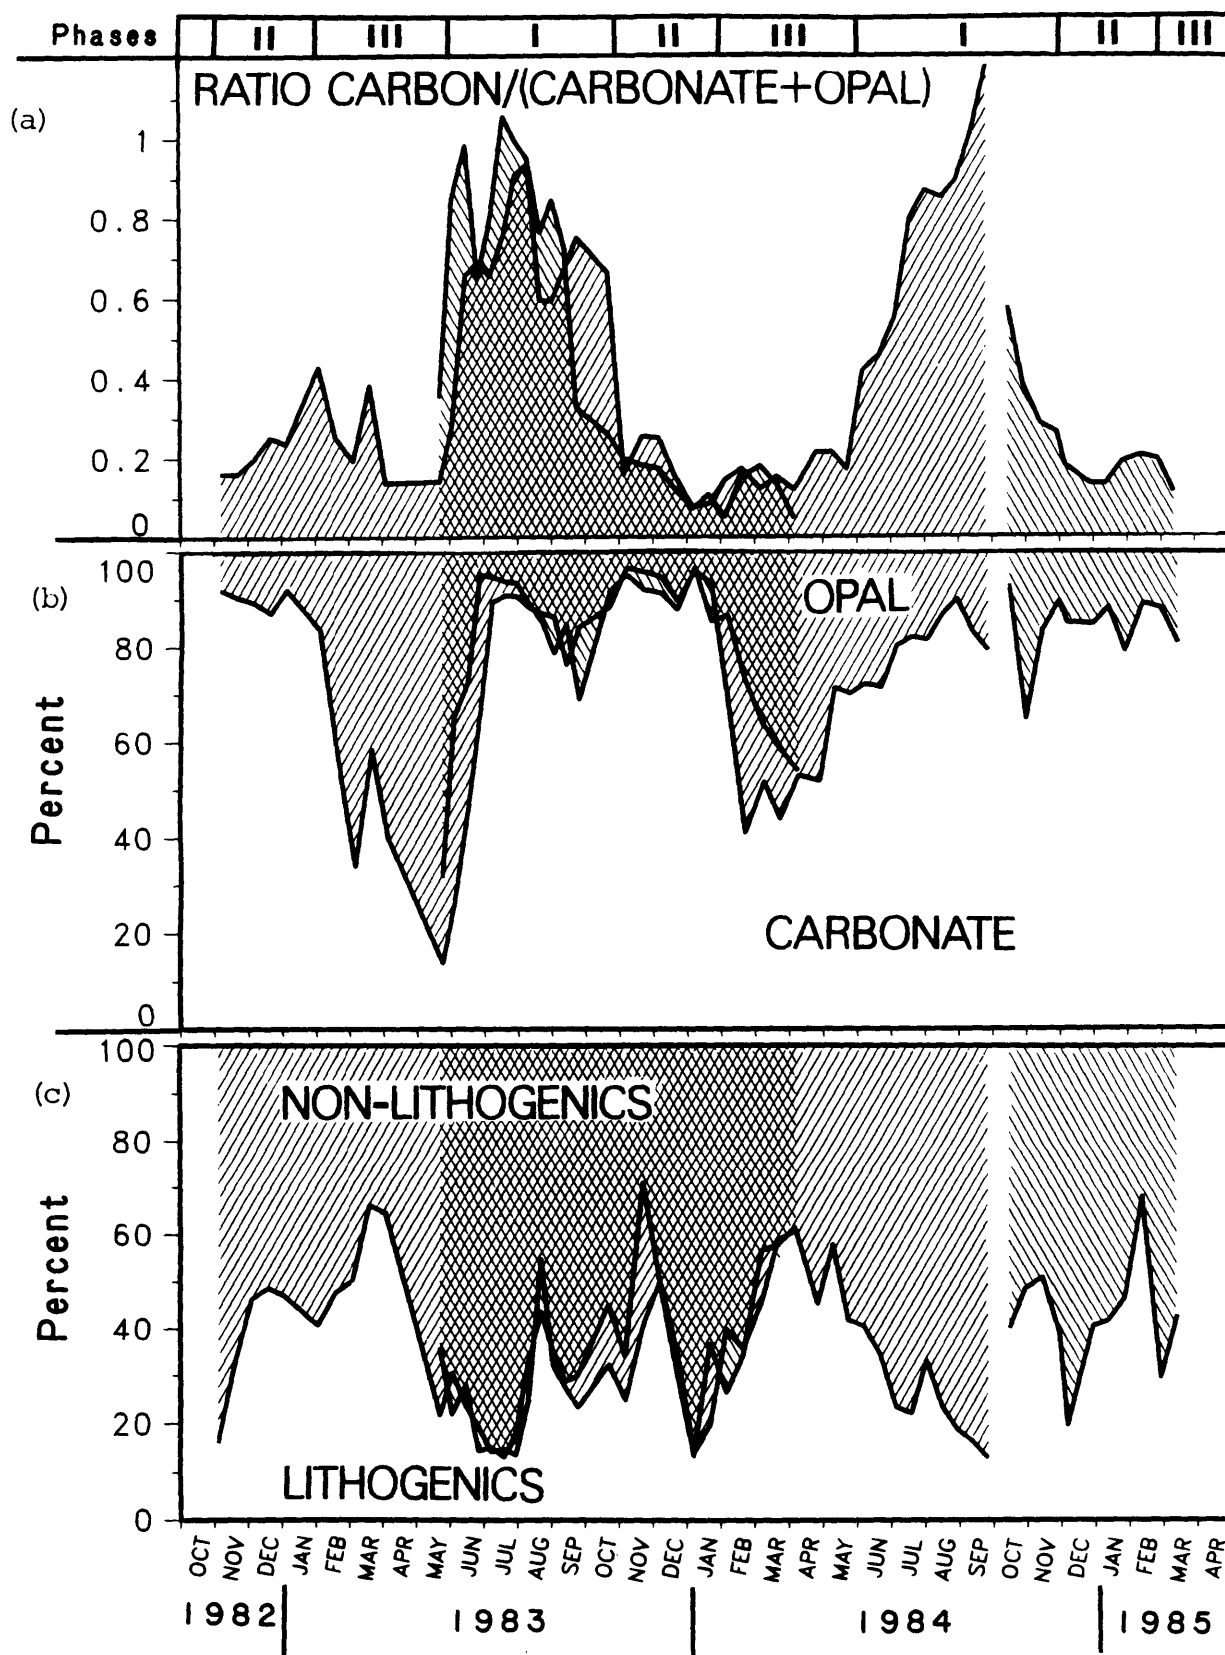 Phases II III I II III I II III
RATIO CARBON/(CARBONATE+OPAL)
(a)
1
0.8
0.6
0.4
0.2
0
(b)
100
OPAL
80
60
Percent
40
20
CARBONATE
0
100
(c)
NON-LITHOGENICS
80
60
Percent
40
20
LITHOGENICS
0
OCT NOV DEC JAN FEB MAR APR MAY JUN JUL AUG SEP OCT NOV DEC JAN FEB MAR APR MAY JUN JUL AUG SEP OCT NOV DEC JAN FEB MAR APR
1982 1983 1984 1985